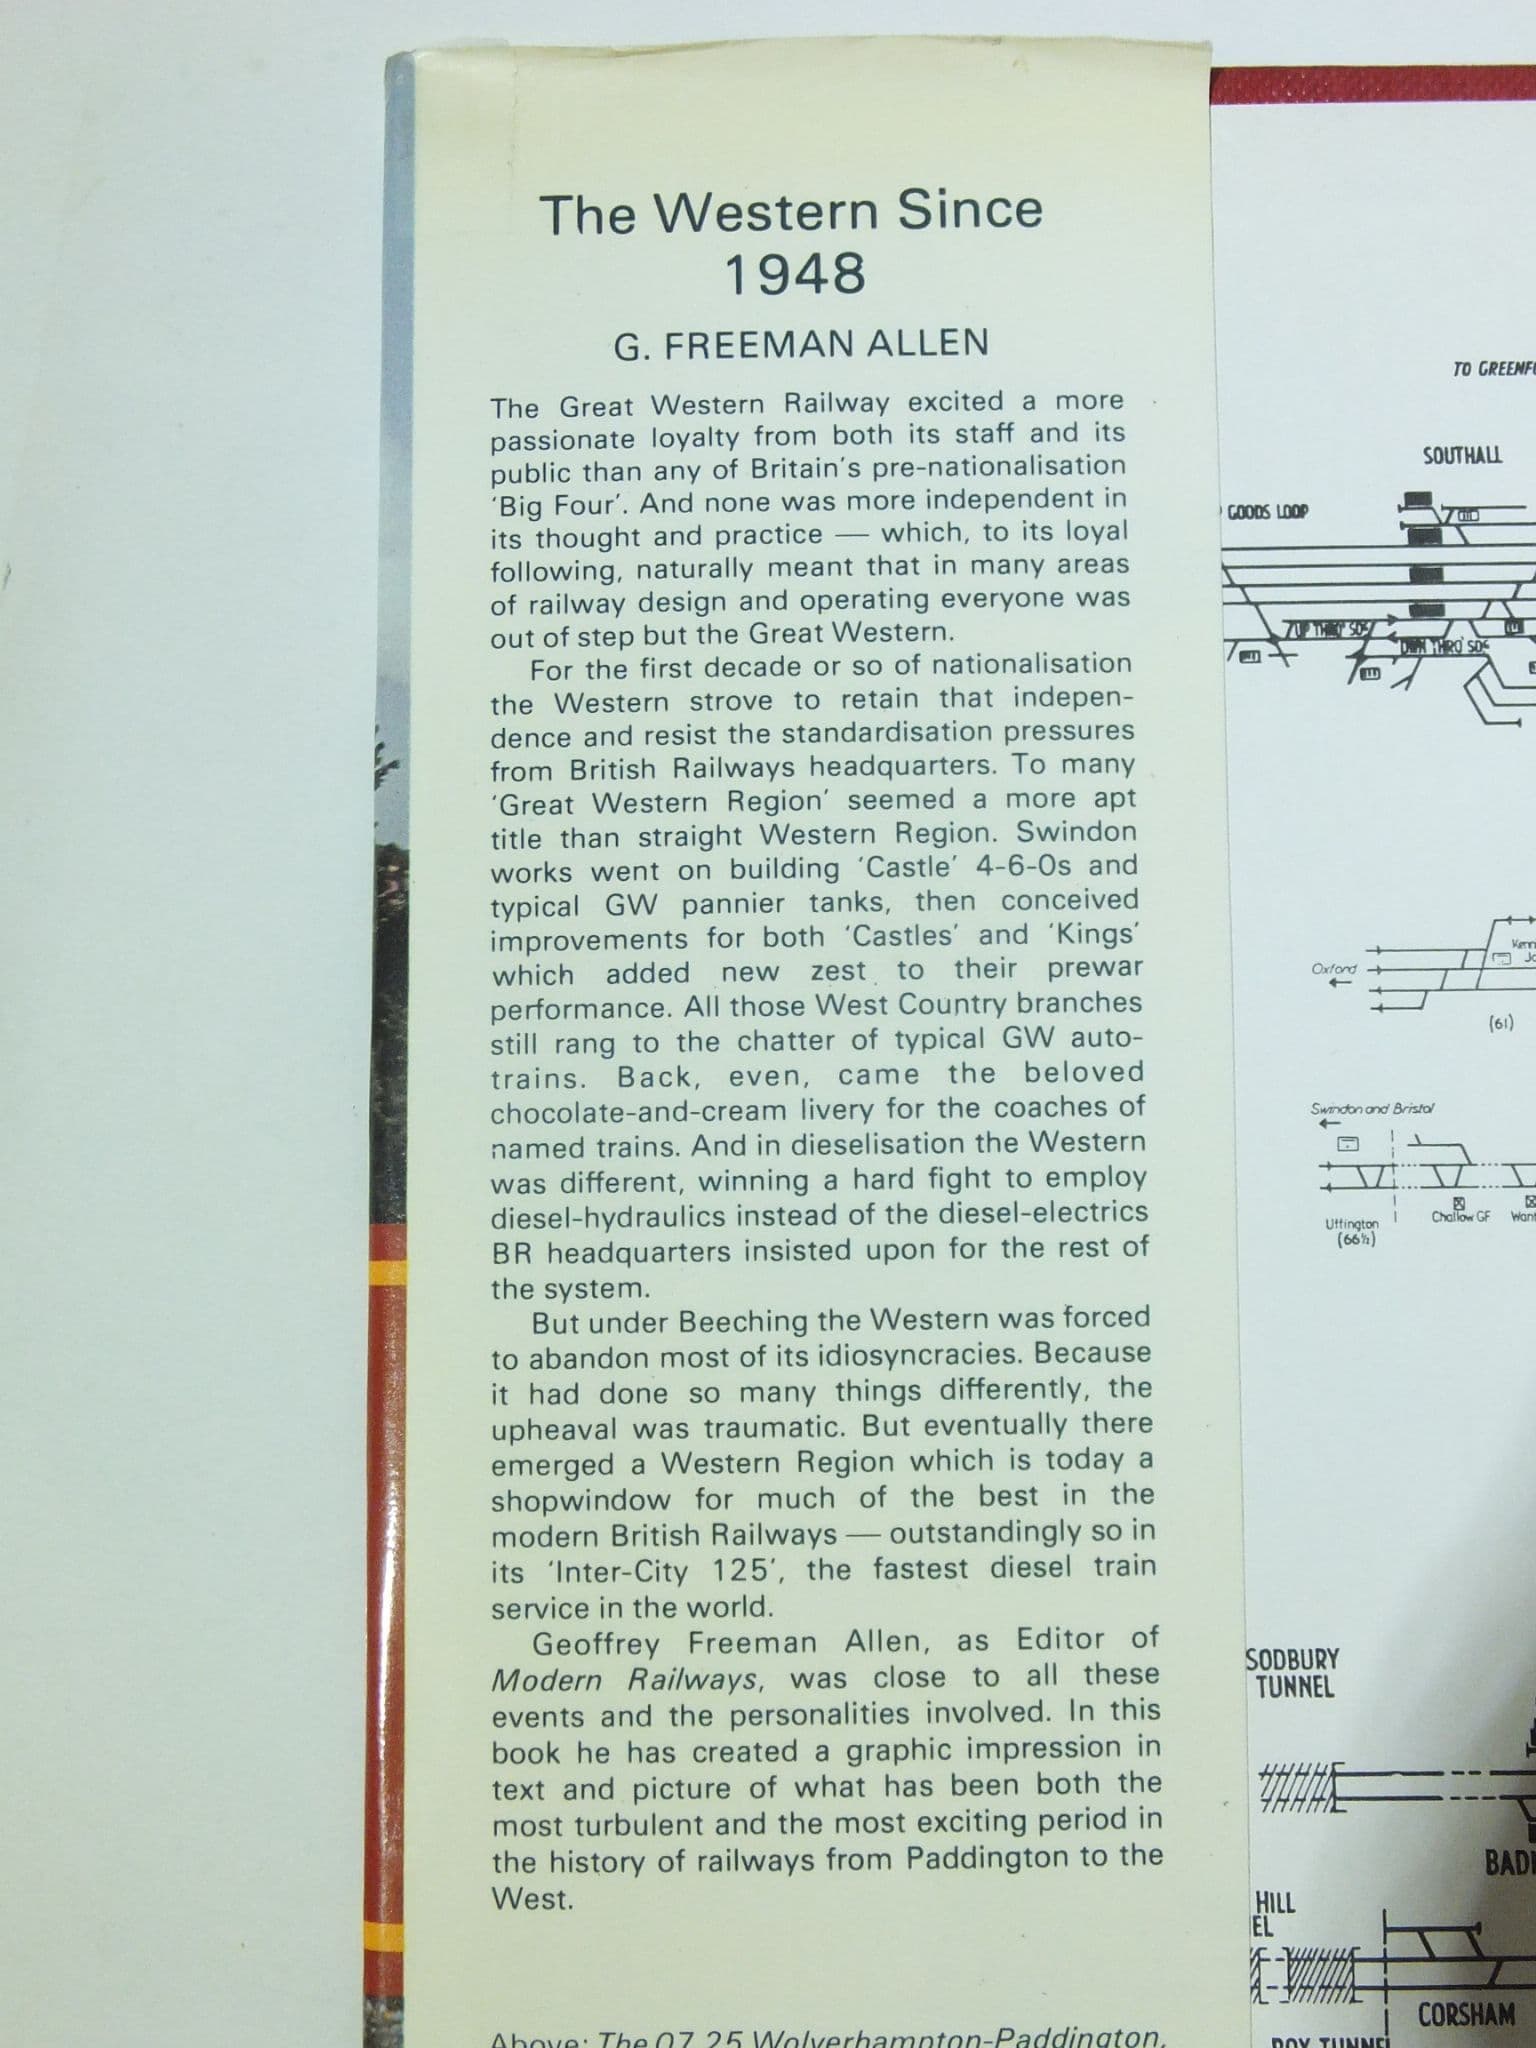 The Western Since
1948
G. FREEMAN ALLEN
The Great Western Railway excited a more
passionate loyalty from both its staff and its
public than any of Britain's pre-nationalisation
'Big Four'. And none was more independent in
its thought and practice — which, to its loyal
following, naturally meant that in many areas
of railway design and operating everyone was
out of step but the Great Western.
For the first decade or so of nationalisation
the Western strove to retain that indepen-
dence and resist the standardisation pressures
from British Railways headquarters. To many
'Great Western Region' seemed a more apt
title than straight Western Region. Swindon
works went on building 'Castle' 4-6-0s and
typical GW pannier tanks, then conceived
improvements for both 'Castles' and 'Kings'
which added new zest to their prewar
performance. All those West Country branches
still rang to the chatter of typical GW auto-
trains. Back, even, came the beloved
chocolate-and-cream livery for the coaches of
named trains. And in dieselisation the Western
was different, winning a hard fight to employ
diesel-hydraulics instead of the diesel-electrics
BR headquarters insisted upon for the rest of
the system.
But under Beeching the Western was forced
to abandon most of its idiosyncracies. Because
it had done so many things differently, the
upheaval was traumatic. But eventually there
emerged a Western Region which is today a
shopwindow for much of the best in the
modern British Railways — outstandingly so in
its 'Inter-City 125', the fastest diesel train
service in the world.
Geoffrey Freeman Allen, as Editor of
Modern Railways, was close to all these
events and the personalities involved. In this
book he has created a graphic impression in
text and picture of what has been both the
most turbulent and the most exciting period in
the history of railways from Paddington to the
West.
Above: The 07.25 Wolverhampton-Paddington,
TO
SOUTHALL
GOODS LOOP
UP THRO' SDG
DOWN THRO' SDG
Oxford
(61)
Swindon and Bristol
Uffington
(66½)
Challow GF
SODBURY
TUNNEL
HILL
CORSHAM
TUNNEL